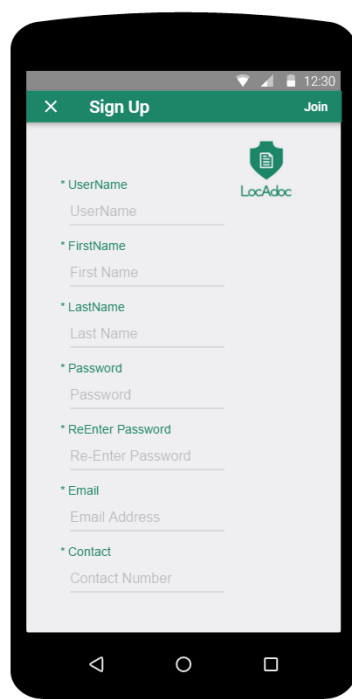 12:30
Sign Up
Join
LocAdoc
* UserName
UserName
* FirstName
First Name
* LastName
Last Name
* Password
Password
* ReEnter Password
Re-Enter Password
* Email
Email Address
* Contact
Contact Number